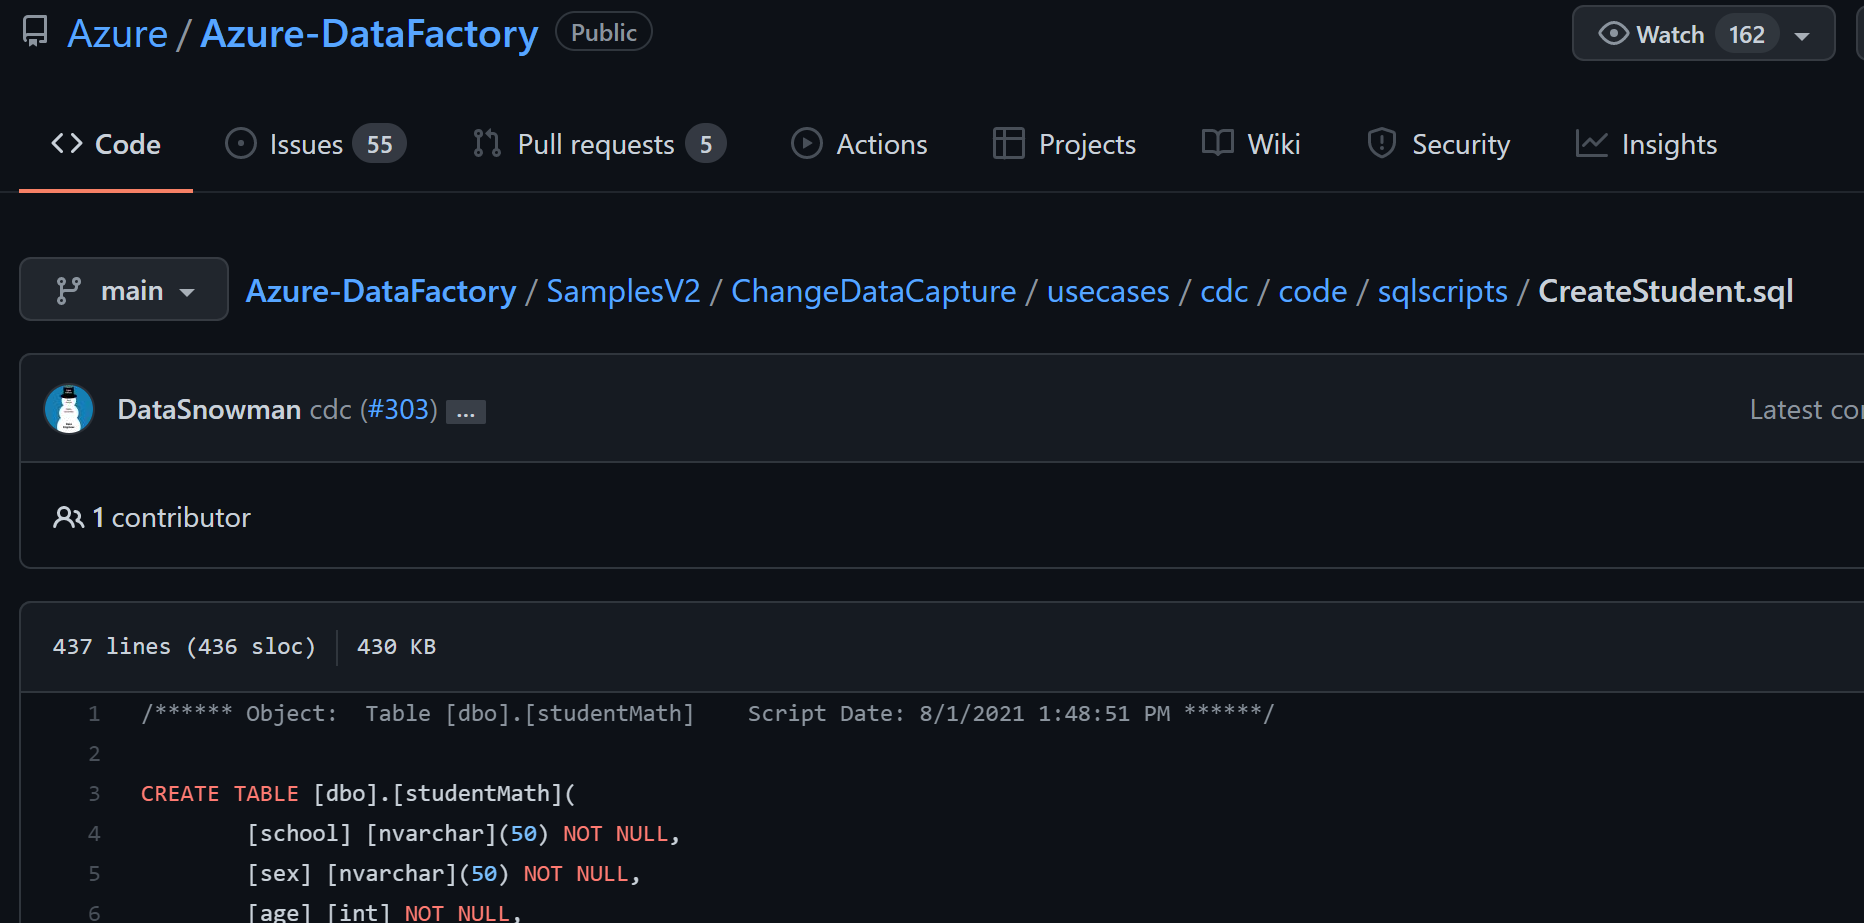 Azure / Azure-DataFactory Public Watch 162
Code Issues 55 Pull requests 5 Actions Projects Wiki Security Insights
main Azure-DataFactory / SamplesV2 / ChangeDataCapture / usecases / cdc / code / sqlscripts / CreateStudent.sql
DataSnowman cdc (#303) ... Latest
1 contributor
437 lines (436 sloc) 430 KB
1 /****** Object:  Table [dbo].[studentMath]    Script Date: 8/1/2021 1:48:51 PM ******/
2
3 CREATE TABLE [dbo].[studentMath](
4 [school] [nvarchar](50) NOT NULL,
5 [sex] [nvarchar](50) NOT NULL,
6 [age] [int] NOT NULL,